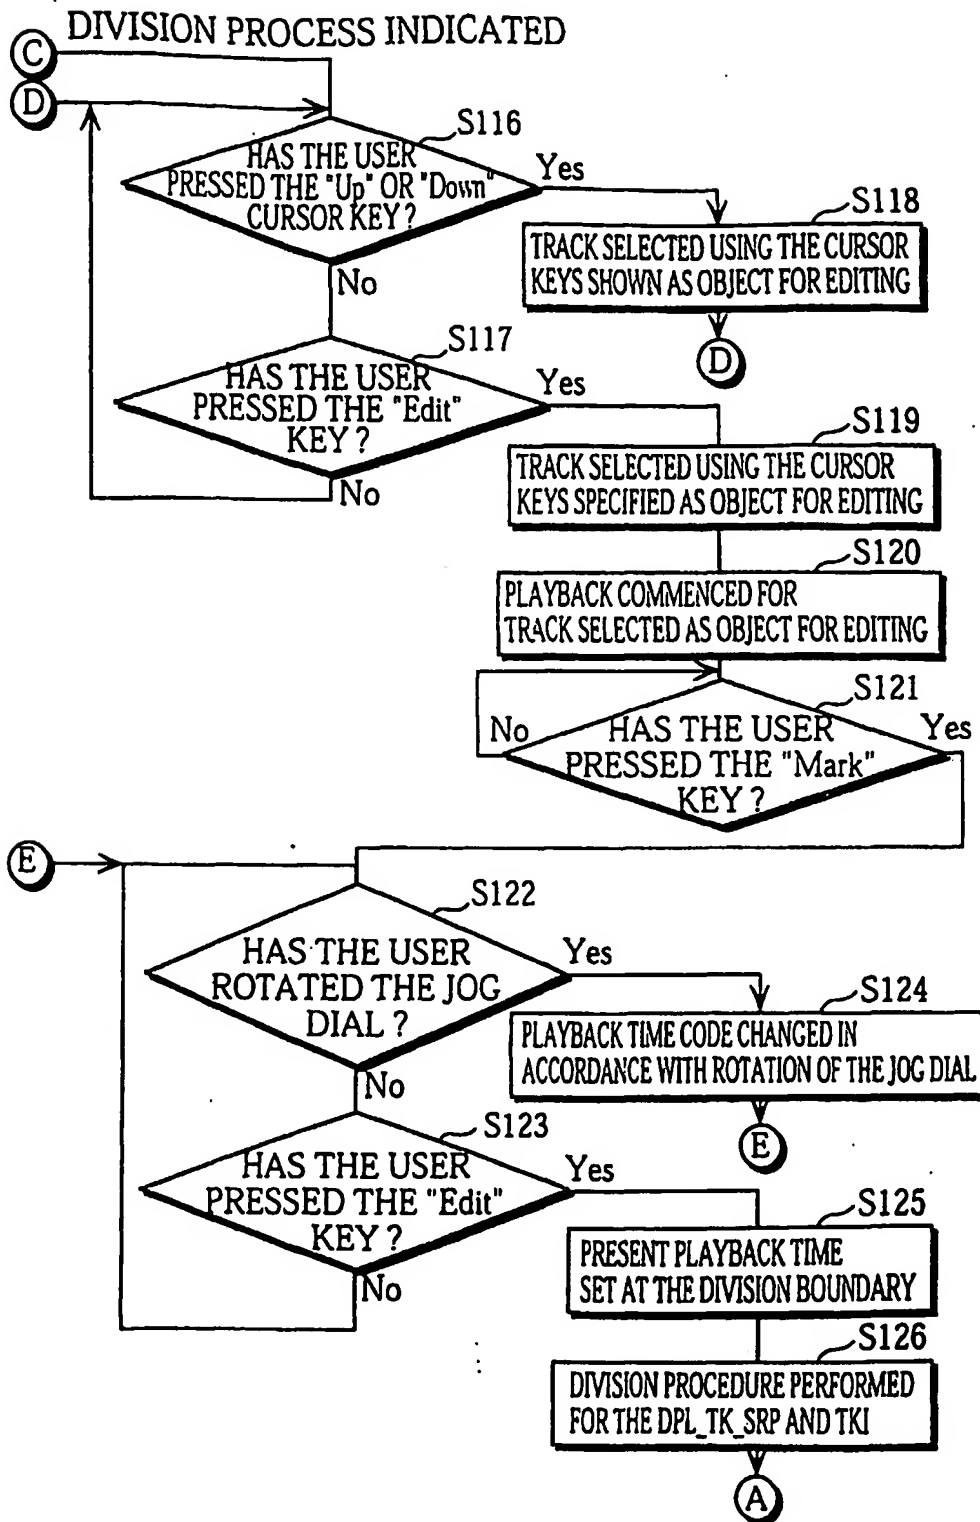 DIVISION PROCESS INDICATED
C
D
S116
HAS THE USER
PRESSED THE "Up" OR "Down"
CURSOR KEY ?
Yes
No
S118
TRACK SELECTED USING THE CURSOR
KEYS SHOWN AS OBJECT FOR EDITING
D
S117
HAS THE USER
PRESSED THE "Edit"
KEY ?
Yes
No
S119
TRACK SELECTED USING THE CURSOR
KEYS SPECIFIED AS OBJECT FOR EDITING
S120
PLAYBACK COMMENCED FOR
TRACK SELECTED AS OBJECT FOR EDITING
S121
No
HAS THE USER
PRESSED THE "Mark"
KEY ?
Yes
E
S122
HAS THE USER
ROTATED THE JOG
DIAL ?
Yes
No
S124
PLAYBACK TIME CODE CHANGED IN
ACCORDANCE WITH ROTATION OF THE JOG DIAL
E
S123
HAS THE USER
PRESSED THE "Edit"
KEY ?
Yes
No
S125
PRESENT PLAYBACK TIME
SET AT THE DIVISION BOUNDARY
S126
DIVISION PROCEDURE PERFORMED
FOR THE DPL_TK_SRP AND TKI
A